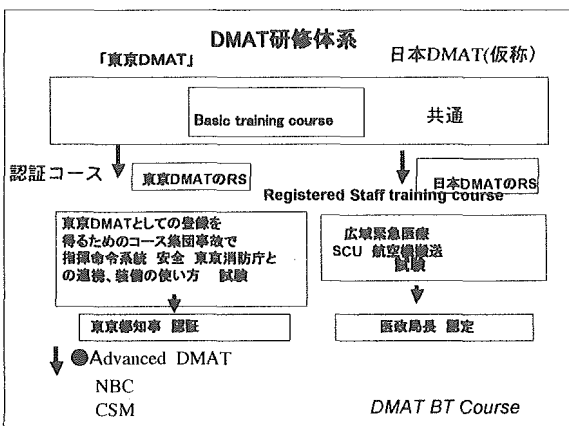 DMAT研修体系
「東京DMAT」
日本DMAT(仮称)
Basic training course
共通
認証コース
東京DMATのRS
日本DMATのRS
Registered Staff training course
東京DMATとしての登録を
得るためのコース集団事故で
指揮命令系統 安全 東京消防庁と
の連携、装備の使い方 試験
広域緊急医療
SCU 航空機搬送
試験
東京都知事 認証
医政局長 認定
●Advanced DMAT
NBC
CSM
DMAT BT Course